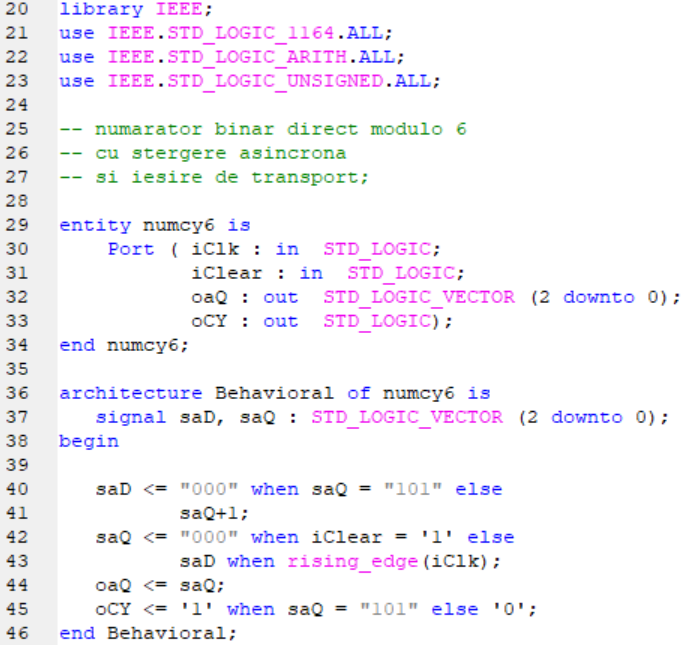 20 library IEEE;
21 use IEEE.STD_LOGIC_1164.ALL;
22 use IEEE.STD_LOGIC_ARITH.ALL;
23 use IEEE.STD_LOGIC_UNSIGNED.ALL;
24
25 -- numarator binar direct modulo 6
26 -- cu stergere asincrona
27 -- si iesire de transport;
28
29 entity numcy6 is
30     Port ( iClk : in  STD_LOGIC;
31            iClear : in  STD_LOGIC;
32            oaQ : out  STD_LOGIC_VECTOR (2 downto 0);
33            oCY : out  STD_LOGIC);
34 end numcy6;
35
36 architecture Behavioral of numcy6 is
37    signal saD, saQ : STD_LOGIC_VECTOR (2 downto 0);
38 begin
39
40    saD <= "000" when saQ = "101" else
41           saQ+1;
42    saQ <= "000" when iClear = '1' else
43           saD when rising_edge(iClk);
44    oaQ <= saQ;
45    oCY <= '1' when saQ = "101" else '0';
46 end Behavioral;